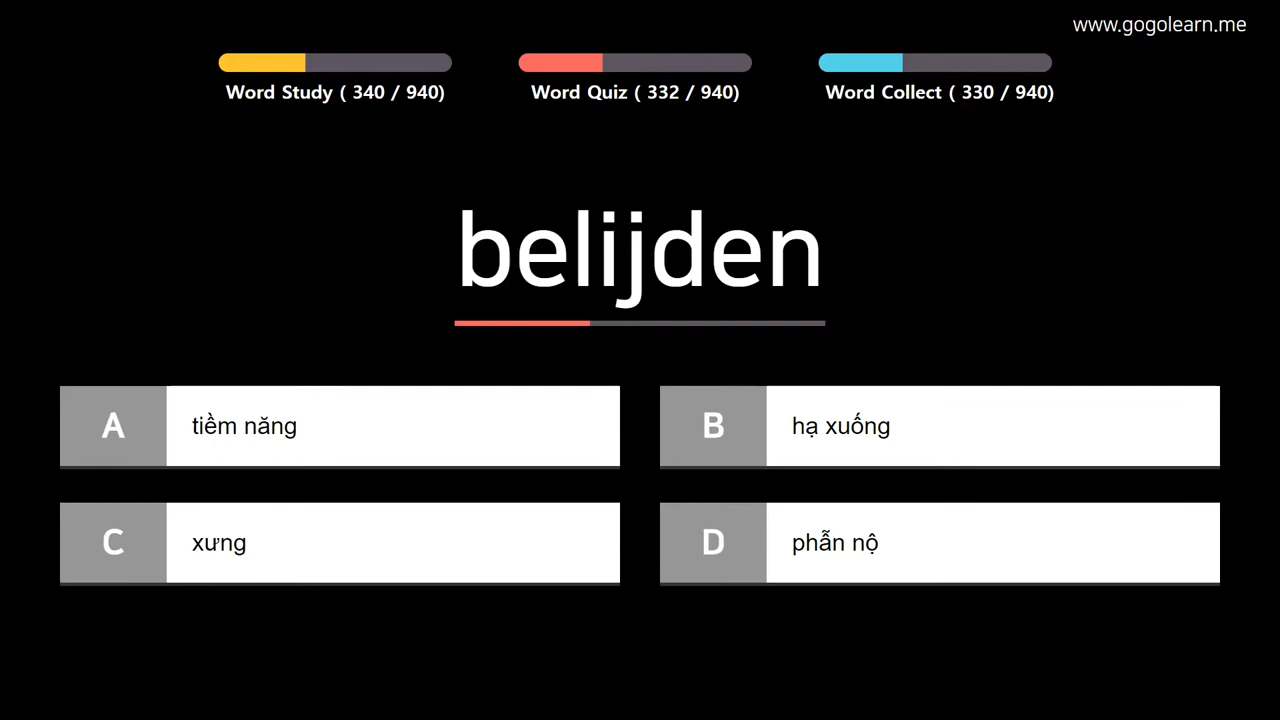 www.gogolearn.me
Word Study ( 340 / 940)
Word Quiz ( 332 / 940)
Word Collect ( 330 / 940)
belijden
A
tiềm năng
B
hạ xuống
C
xưng
D
phẫn nộ